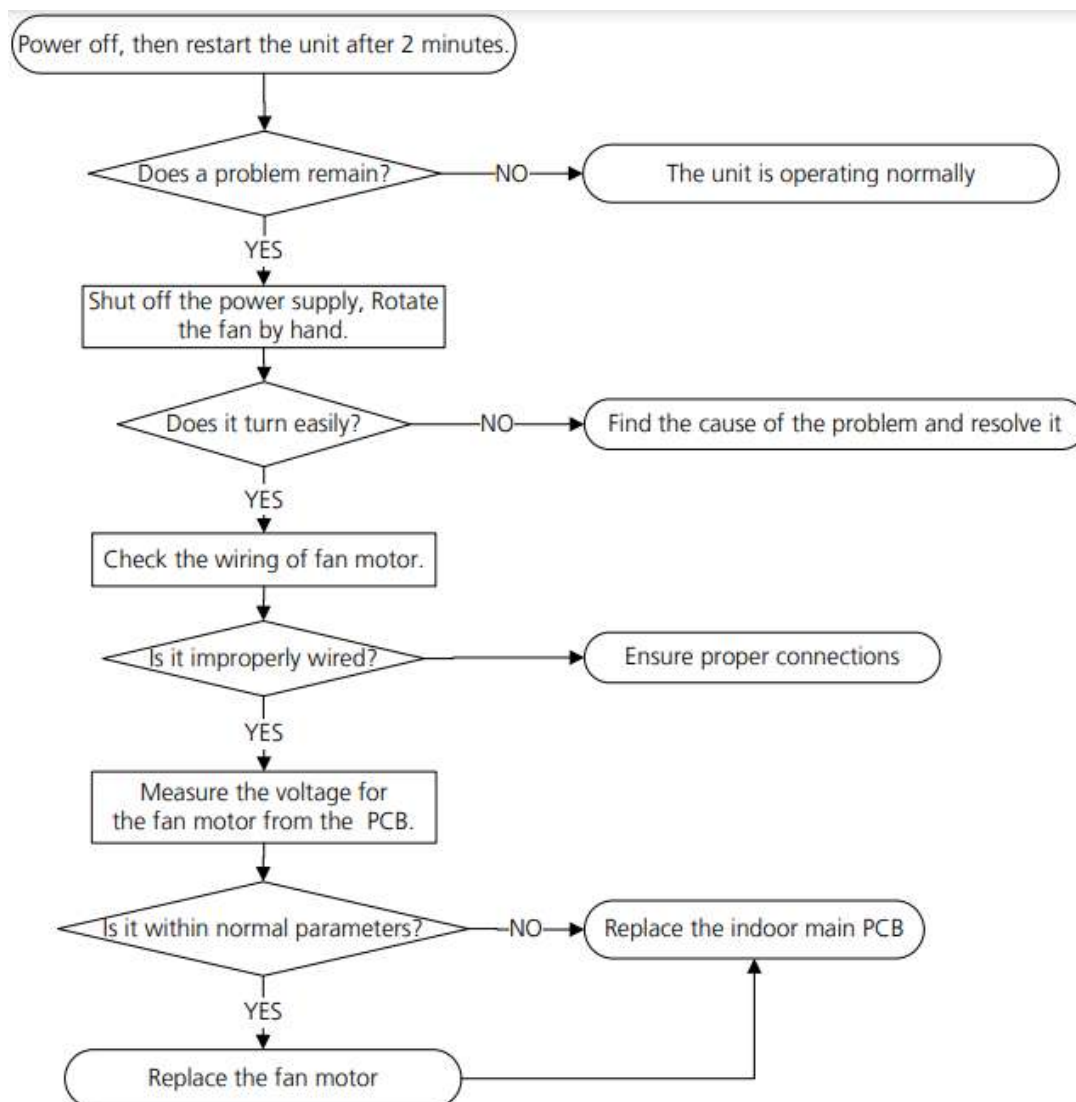 Power off, then restart the unit after 2 minutes.
Does a problem remain?
NO
The unit is operating normally
YES
Shut off the power supply, Rotate
the fan by hand.
Does it turn easily?
NO
Find the cause of the problem and resolve it
YES
Check the wiring of fan motor.
Is it improperly wired?
Ensure proper connections
YES
Measure the voltage for
the fan motor from the PCB.
Is it within normal parameters?
NO
Replace the indoor main PCB
YES
Replace the fan motor